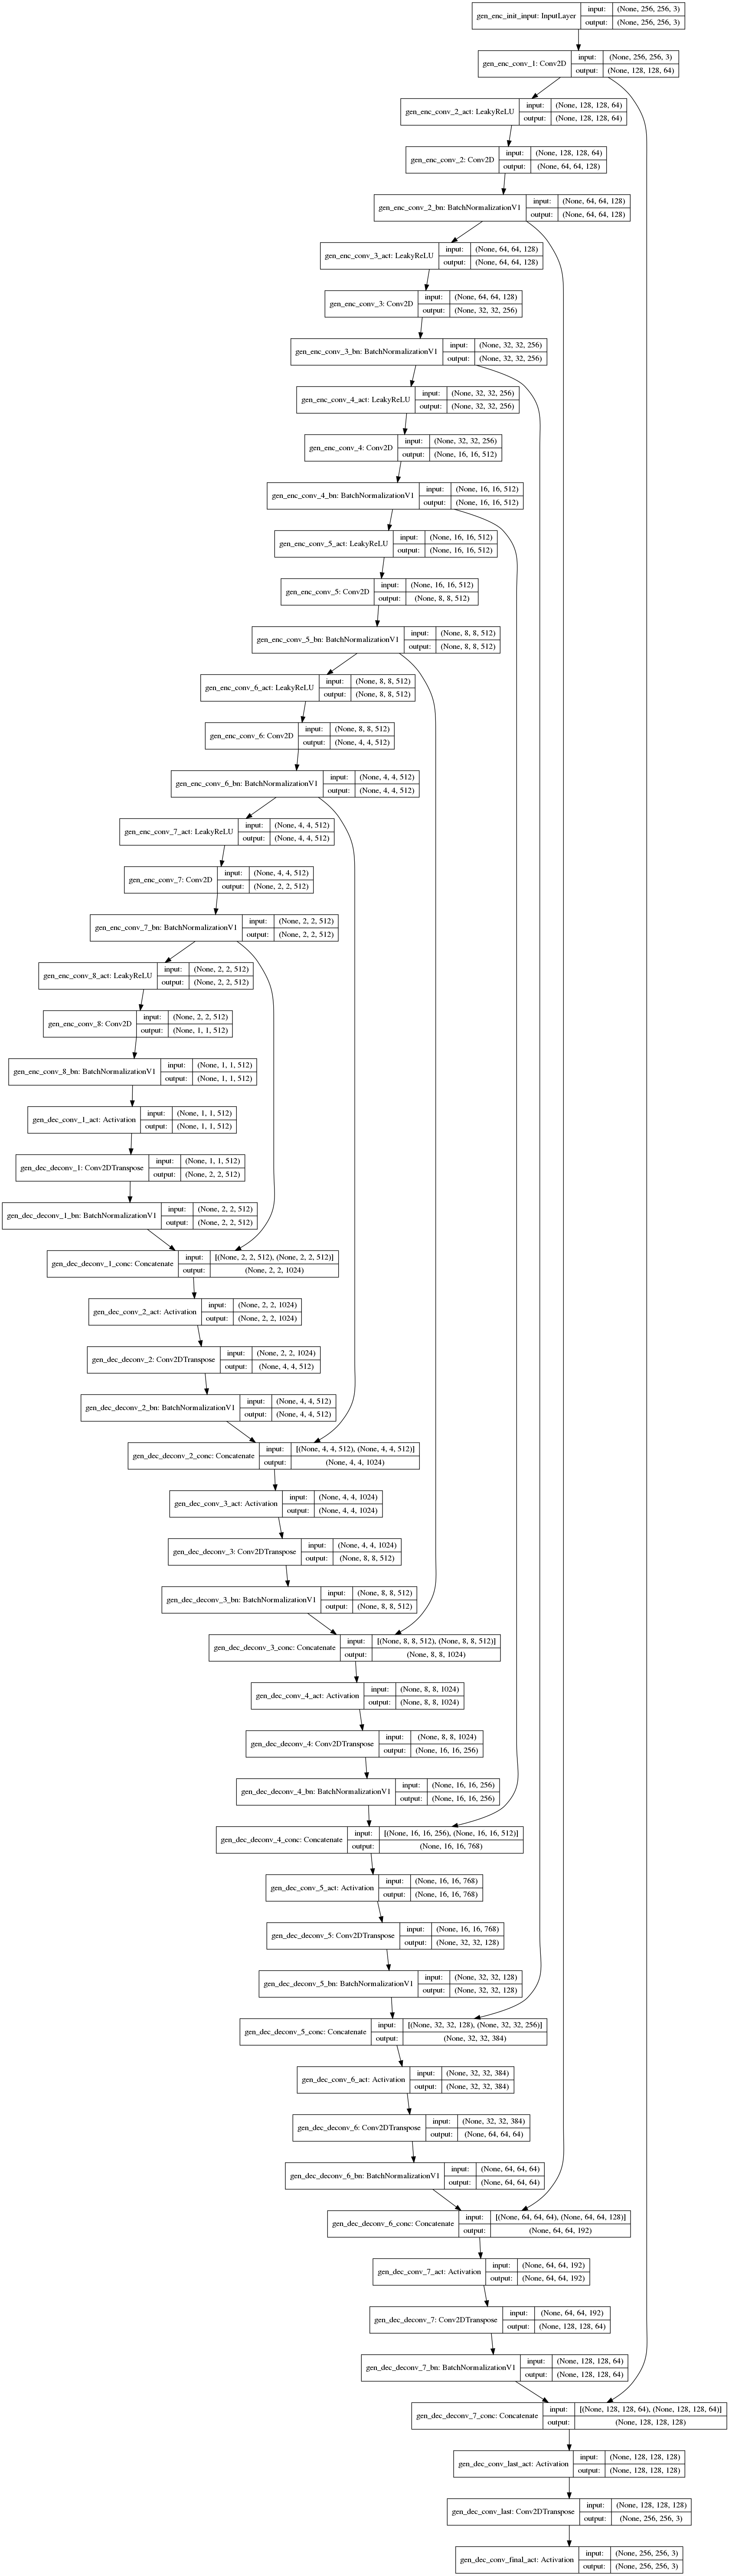 gen_enc_init_input: InputLayer input: (None, 256, 256, 3)
output: (None, 256, 256, 3)
gen_enc_conv_1: Conv2D input: (None, 256, 256, 3)
output: (None, 128, 128, 64)
gen_enc_conv_2_act: LeakyReLU input: (None, 128, 128, 64)
output: (None, 128, 128, 64)
gen_enc_conv_2: Conv2D input: (None, 128, 128, 64)
output: (None, 64, 64, 128)
gen_enc_conv_2_bn: BatchNormalizationV1 input: (None, 64, 64, 128)
output: (None, 64, 64, 128)
gen_enc_conv_3_act: LeakyReLU input: (None, 64, 64, 128)
output: (None, 64, 64, 128)
gen_enc_conv_3: Conv2D input: (None, 64, 64, 128)
output: (None, 32, 32, 256)
gen_enc_conv_3_bn: BatchNormalizationV1 input: (None, 32, 32, 256)
output: (None, 32, 32, 256)
gen_enc_conv_4_act: LeakyReLU input: (None, 32, 32, 256)
output: (None, 32, 32, 256)
gen_enc_conv_4: Conv2D input: (None, 32, 32, 256)
output: (None, 16, 16, 512)
gen_enc_conv_4_bn: BatchNormalizationV1 input: (None, 16, 16, 512)
output: (None, 16, 16, 512)
gen_enc_conv_5_act: LeakyReLU input: (None, 16, 16, 512)
output: (None, 16, 16, 512)
gen_enc_conv_5: Conv2D input: (None, 16, 16, 512)
output: (None, 8, 8, 512)
gen_enc_conv_5_bn: BatchNormalizationV1 input: (None, 8, 8, 512)
output: (None, 8, 8, 512)
gen_enc_conv_6_act: LeakyReLU input: (None, 8, 8, 512)
output: (None, 8, 8, 512)
gen_enc_conv_6: Conv2D input: (None, 8, 8, 512)
output: (None, 4, 4, 512)
gen_enc_conv_6_bn: BatchNormalizationV1 input: (None, 4, 4, 512)
output: (None, 4, 4, 512)
gen_enc_conv_7_act: LeakyReLU input: (None, 4, 4, 512)
output: (None, 4, 4, 512)
gen_enc_conv_7: Conv2D input: (None, 4, 4, 512)
output: (None, 2, 2, 512)
gen_enc_conv_7_bn: BatchNormalizationV1 input: (None, 2, 2, 512)
output: (None, 2, 2, 512)
gen_enc_conv_8_act: LeakyReLU input: (None, 2, 2, 512)
output: (None, 2, 2, 512)
gen_enc_conv_8: Conv2D input: (None, 2, 2, 512)
output: (None, 1, 1, 512)
gen_enc_conv_8_bn: BatchNormalizationV1 input: (None, 1, 1, 512)
output: (None, 1, 1, 512)
gen_dec_conv_1_act: Activation input: (None, 1, 1, 512)
output: (None, 1, 1, 512)
gen_dec_deconv_1: Conv2DTranspose input: (None, 1, 1, 512)
output: (None, 2, 2, 512)
gen_dec_deconv_1_bn: BatchNormalizationV1 input: (None, 2, 2, 512)
output: (None, 2, 2, 512)
gen_dec_deconv_1_conc: Concatenate input: [(None, 2, 2, 512), (None, 2, 2, 512)]
output: (None, 2, 2, 1024)
gen_dec_conv_2_act: Activation input: (None, 2, 2, 1024)
output: (None, 2, 2, 1024)
gen_dec_deconv_2: Conv2DTranspose input: (None, 2, 2, 1024)
output: (None, 4, 4, 512)
gen_dec_deconv_2_bn: BatchNormalizationV1 input: (None, 4, 4, 512)
output: (None, 4, 4, 512)
gen_dec_deconv_2_conc: Concatenate input: [(None, 4, 4, 512), (None, 4, 4, 512)]
output: (None, 4, 4, 1024)
gen_dec_conv_3_act: Activation input: (None, 4, 4, 1024)
output: (None, 4, 4, 1024)
gen_dec_deconv_3: Conv2DTranspose input: (None, 4, 4, 1024)
output: (None, 8, 8, 512)
gen_dec_deconv_3_bn: BatchNormalizationV1 input: (None, 8, 8, 512)
output: (None, 8, 8, 512)
gen_dec_deconv_3_conc: Concatenate input: [(None, 8, 8, 512), (None, 8, 8, 512)]
output: (None, 8, 8, 1024)
gen_dec_conv_4_act: Activation input: (None, 8, 8, 1024)
output: (None, 8, 8, 1024)
gen_dec_deconv_4: Conv2DTranspose input: (None, 8, 8, 1024)
output: (None, 16, 16, 256)
gen_dec_deconv_4_bn: BatchNormalizationV1 input: (None, 16, 16, 256)
output: (None, 16, 16, 256)
gen_dec_deconv_4_conc: Concatenate input: [(None, 16, 16, 256), (None, 16, 16, 512)]
output: (None, 16, 16, 768)
gen_dec_conv_5_act: Activation input: (None, 16, 16, 768)
output: (None, 16, 16, 768)
gen_dec_deconv_5: Conv2DTranspose input: (None, 16, 16, 768)
output: (None, 32, 32, 128)
gen_dec_deconv_5_bn: BatchNormalizationV1 input: (None, 32, 32, 128)
output: (None, 32, 32, 128)
gen_dec_deconv_5_conc: Concatenate input: [(None, 32, 32, 128), (None, 32, 32, 256)]
output: (None, 32, 32, 384)
gen_dec_conv_6_act: Activation input: (None, 32, 32, 384)
output: (None, 32, 32, 384)
gen_dec_deconv_6: Conv2DTranspose input: (None, 32, 32, 384)
output: (None, 64, 64, 64)
gen_dec_deconv_6_bn: BatchNormalizationV1 input: (None, 64, 64, 64)
output: (None, 64, 64, 64)
gen_dec_deconv_6_conc: Concatenate input: [(None, 64, 64, 64), (None, 64, 64, 128)]
output: (None, 64, 64, 192)
gen_dec_conv_7_act: Activation input: (None, 64, 64, 192)
output: (None, 64, 64, 192)
gen_dec_deconv_7: Conv2DTranspose input: (None, 64, 64, 192)
output: (None, 128, 128, 64)
gen_dec_deconv_7_bn: BatchNormalizationV1 input: (None, 128, 128, 64)
output: (None, 128, 128, 64)
gen_dec_deconv_7_conc: Concatenate input: [(None, 128, 128, 64), (None, 128, 128, 64)]
output: (None, 128, 128, 128)
gen_dec_conv_last_act: Activation input: (None, 128, 128, 128)
output: (None, 128, 128, 128)
gen_dec_conv_last: Conv2DTranspose input: (None, 128, 128, 128)
output: (None, 256, 256, 3)
gen_dec_conv_final_act: Activation input: (None, 256, 256, 3)
output: (None, 256, 256, 3)